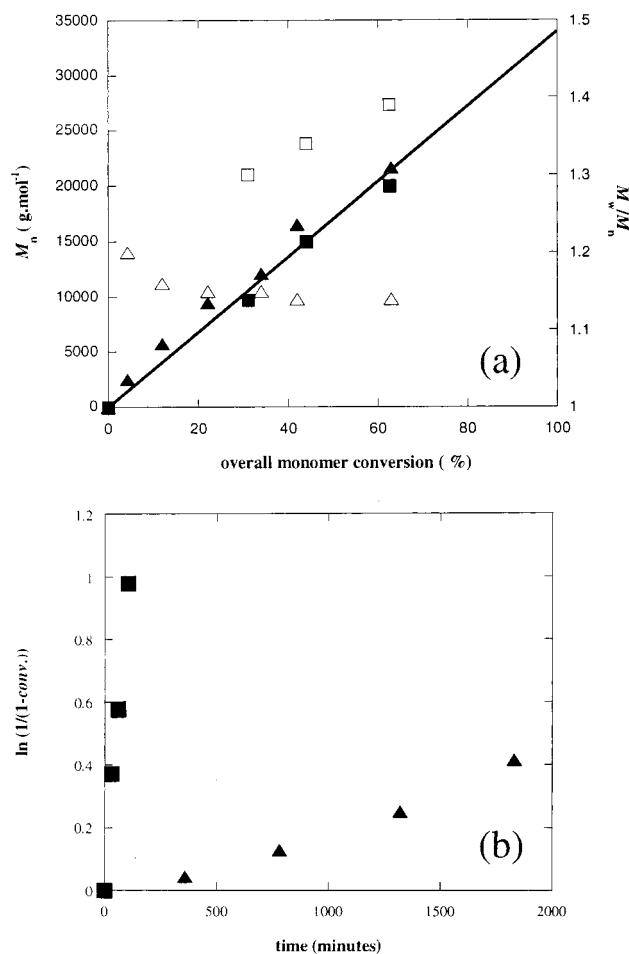 35000
30000
25000
20000
15000
10000
5000
0
M_n ( g.mol⁻¹)
1.5
1.4
1.3
1.2
1.1
1
M_w/M_n
(a)
0 20 40 60 80 100
overall monomer conversion ( %)
1.2
1
0.8
0.6
0.4
0.2
0
ln (1/(1-conv.))
(b)
0 500 1000 1500 2000
time (minutes)